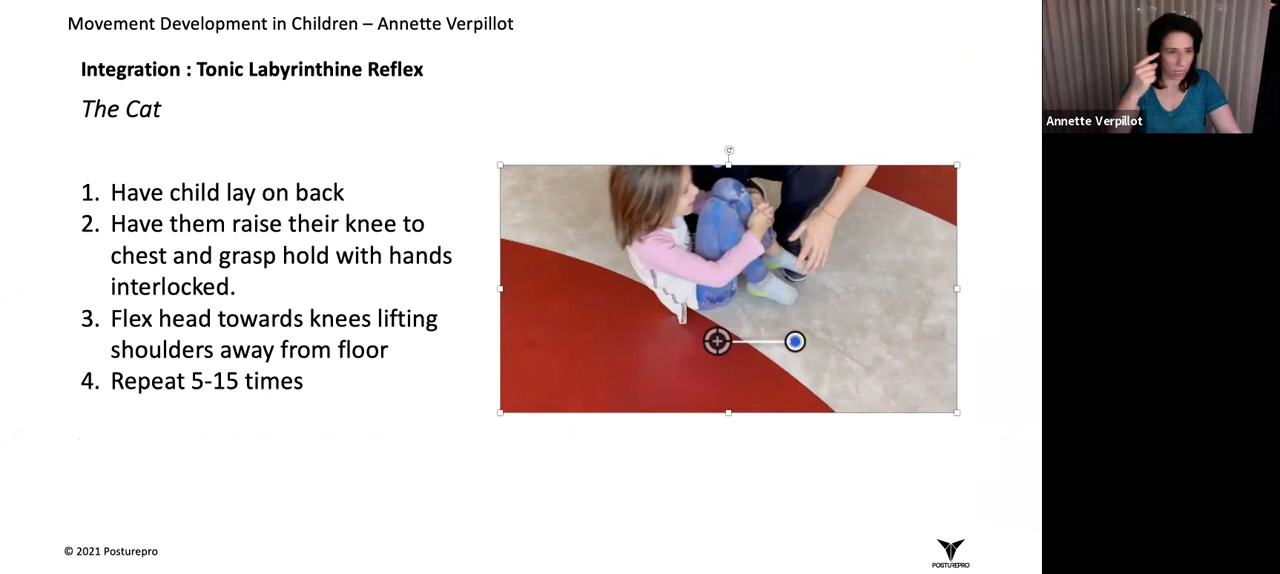 Movement Development in Children – Annette Verpillot
Integration : Tonic Labyrinthine Reflex
The Cat
1. Have child lay on back
2. Have them raise their knee to
chest and grasp hold with hands
interlocked.
3. Flex head towards knees lifting
shoulders away from floor
4. Repeat 5-15 times
Annette Verpillot
© 2021 Posturepro
POSTUREPRO